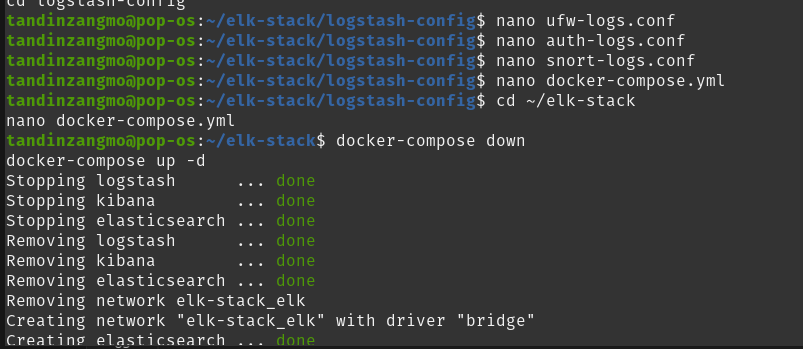 cd logstash-config
tandinzangmo@pop-os:~/elk-stack/logstash-config$ nano ufw-logs.conf
tandinzangmo@pop-os:~/elk-stack/logstash-config$ nano auth-logs.conf
tandinzangmo@pop-os:~/elk-stack/logstash-config$ nano snort-logs.conf
tandinzangmo@pop-os:~/elk-stack/logstash-config$ nano docker-compose.yml
tandinzangmo@pop-os:~/elk-stack/logstash-config$ cd ~/elk-stack
nano docker-compose.yml
tandinzangmo@pop-os:~/elk-stack$ docker-compose down
docker-compose up -d
Stopping logstash      ... done
Stopping kibana        ... done
Stopping elasticsearch ... done
Removing logstash      ... done
Removing kibana        ... done
Removing elasticsearch ... done
Removing network elk-stack_elk
Creating network "elk-stack_elk" with driver "bridge"
Creating elasticsearch ... done